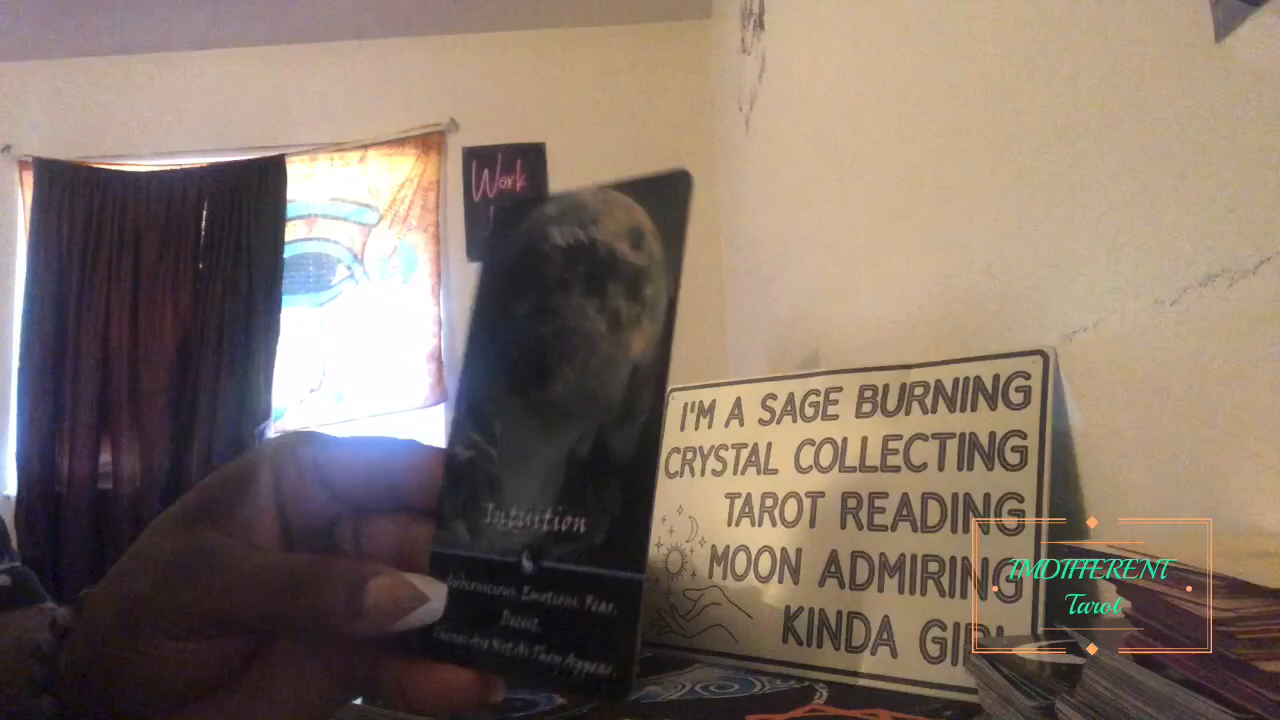 Work
Intuition
Subconscious. Emotions. Fear.
Deceit.
Things Are Not As They Appear.
I'M A SAGE BURNING
CRYSTAL COLLECTING
TAROT READING
MOON ADMIRING
KINDA GIRL
IMDIFFERENT
Tarot